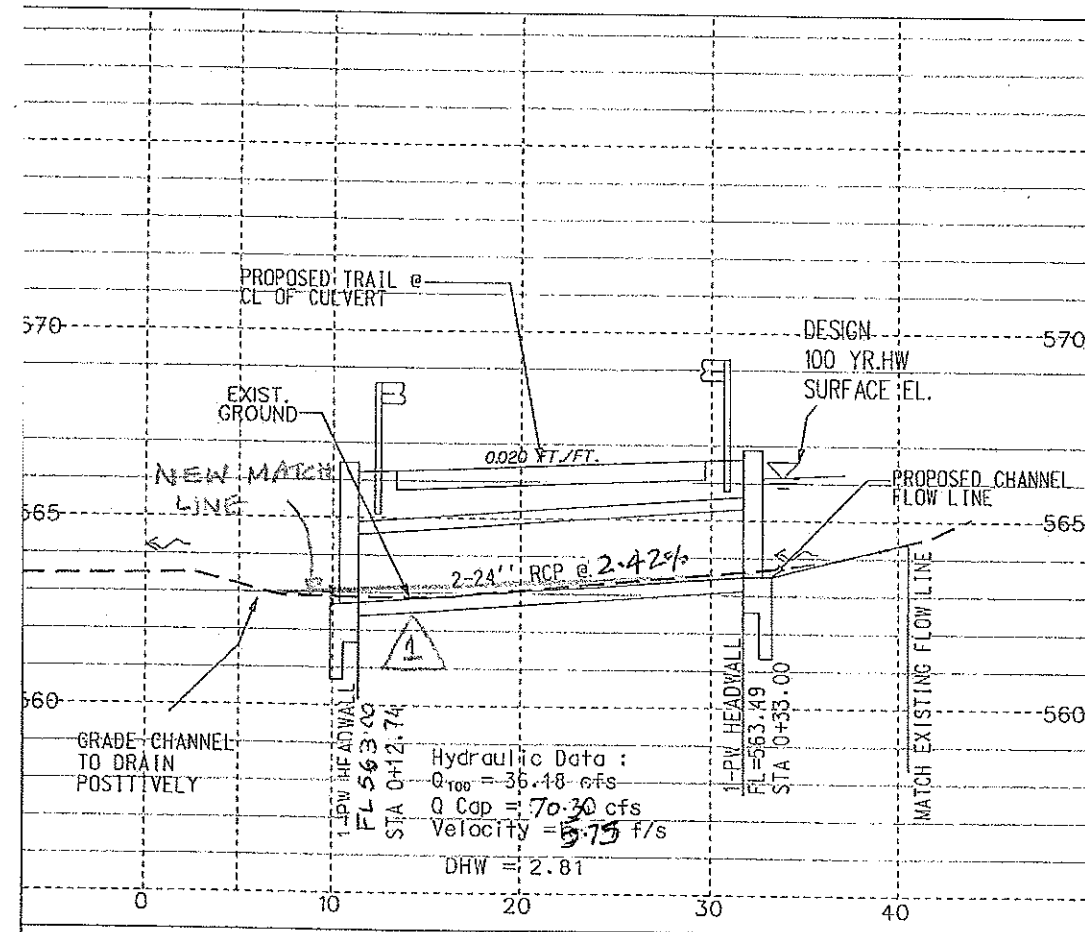 PROPOSED TRAIL @
CL OF CULVERT
570
570
DESIGN
100 YR.HW
SURFACE EL.
EXIST.
GROUND
0.020 FT./FT.
NEW MATCH
LINE
PROPOSED CHANNEL
FLOW LINE
565
565
2-24'' RCP @ 2.42%
1
560
560
GRADE CHANNEL
TO DRAIN
POSITIVELY
1-PW HEADWALL
FL 563.00
STA 0+12.74
Hydraulic Data :
Q100 = 36.18 cfs
Q Cap = 70.30 cfs
Velocity = 5.75 f/s
DHW = 2.81
1-PW HEADWALL
FL=563.49
STA 0+33.00
MATCH EXISTING FLOW LINE
0
10
20
30
40